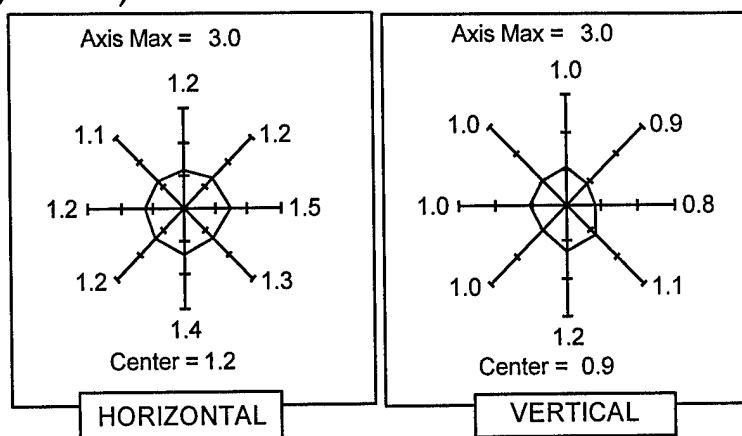 Axis Max = 3.0
1.2
1.1
1.2
1.2
1.5
1.2
1.3
1.4
Center = 1.2
HORIZONTAL
Axis Max = 3.0
1.0
1.0
0.9
1.0
0.8
1.0
1.1
1.2
Center = 0.9
VERTICAL